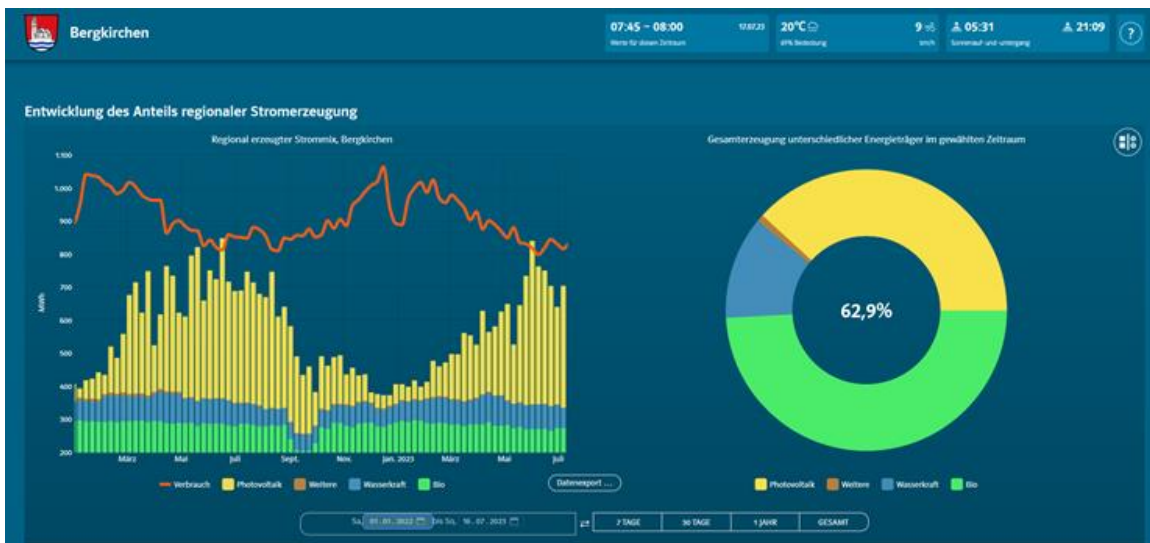 Bergkirchen
07:45 ~ 08:00 17.07.23
Werte für diesen Zeitraum
20°C 9
69% Bedeckung km/h
05:31 21:09
Sonnenauf- und -untergang
?
Entwicklung des Anteils regionaler Stromerzeugung
Regional erzeugter Strommix, Bergkirchen
Gesamterzeugung unterschiedlicher Energieträger im gewählten Zeitraum
1.100
1.000
900
800
700
600
500
400
300
200
MWh
März Mai Juli Sept. Nov. Jan. 2023 März Mai Juli
62,9%
Verbrauch Photovoltaik Weitere Wasserkraft Bio
Datenexport ...
Photovoltaik Weitere Wasserkraft Bio
Sa, 01.01.2022 bis So, 16.07.2023
7 TAGE 30 TAGE 1 JAHR GESAMT